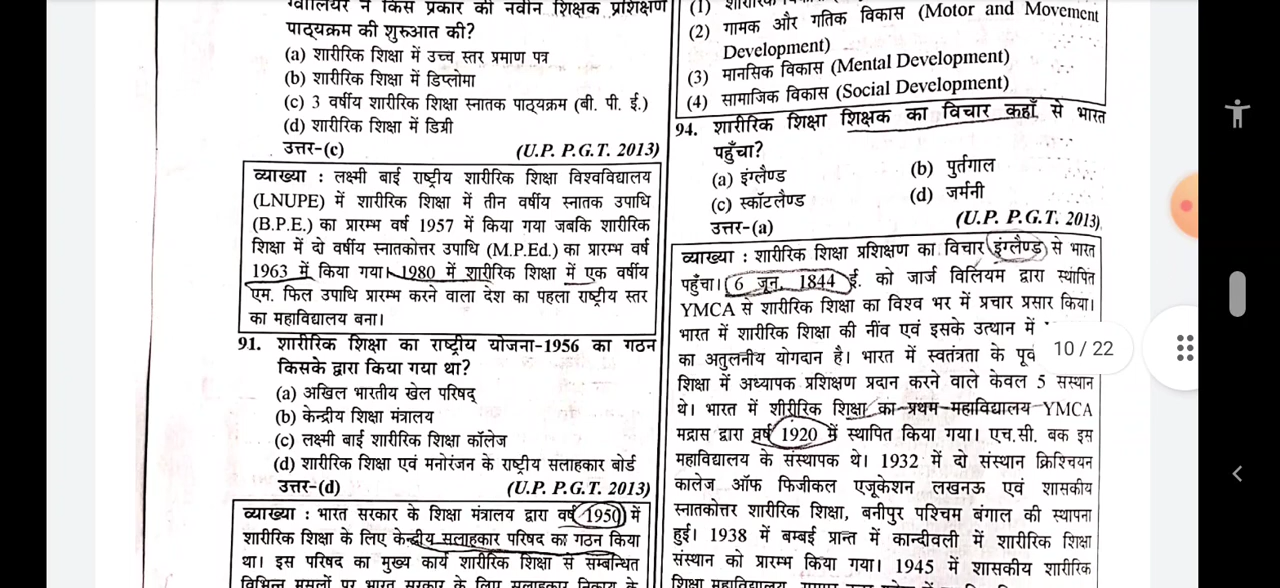 ग्वालियर ने किस प्रकार की नवीन शिक्षक प्रशिक्षण
पाठ्यक्रम की शुरुआत की?
(a) शारीरिक शिक्षा में उच्च स्तर प्रमाण पत्र
(b) शारीरिक शिक्षा में डिप्लोमा
(c) 3 वर्षीय शारीरिक शिक्षा स्नातक पाठ्यक्रम (बी. पी. ई.)
(d) शारीरिक शिक्षा में डिग्री
उत्तर-(c) (U.P. P.G.T. 2013)
व्याख्या : लक्ष्मी बाई राष्ट्रीय शारीरिक शिक्षा विश्वविद्यालय
(LNUPE) में शारीरिक शिक्षा में तीन वर्षीय स्नातक उपाधि
(B.P.E.) का प्रारम्भ वर्ष 1957 में किया गया जबकि शारीरिक
शिक्षा में दो वर्षीय स्नातकोत्तर उपाधि (M.P.Ed.) का प्रारम्भ वर्ष
1963 में किया गया। 1980 में शारीरिक शिक्षा में एक वर्षीय
एम. फिल उपाधि प्रारम्भ करने वाला देश का पहला राष्ट्रीय स्तर
का महाविद्यालय बना।
91. शारीरिक शिक्षा का राष्ट्रीय योजना-1956 का गठन
किसके द्वारा किया गया था?
(a) अखिल भारतीय खेल परिषद्
(b) केन्द्रीय शिक्षा मंत्रालय
(c) लक्ष्मी बाई शारीरिक शिक्षा कॉलेज
(d) शारीरिक शिक्षा एवं मनोरंजन के राष्ट्रीय सलाहकार बोर्ड
उत्तर-(d) (U.P. P.G.T. 2013)
व्याख्या : भारत सरकार के शिक्षा मंत्रालय द्वारा वर्ष 1950 में
शारीरिक शिक्षा के लिए केन्द्रीय सलाहकार परिषद का गठन किया
था। इस परिषद का मुख्य कार्य शारीरिक शिक्षा से सम्बन्धित
विभिन्न मसलों पर भारत सरकार के लिए सलाहकार निकाय के
(1) शारीरिक
(2) गामक और गतिक विकास (Motor and Movement
Development)
(3) मानसिक विकास (Mental Development)
(4) सामाजिक विकास (Social Development)
94. शारीरिक शिक्षा शिक्षक का विचार कहाँ से भारत
पहुँचा?
(a) इंग्लैण्ड (b) पुर्तगाल
(c) स्कॉटलैण्ड (d) जर्मनी
उत्तर-(a) (U.P. P.G.T. 2013)
व्याख्या : शारीरिक शिक्षा प्रशिक्षण का विचार इंग्लैण्ड से भारत
पहुँचा। 6 जून, 1844 ई. को जार्ज विलियम द्वारा स्थापित
YMCA से शारीरिक शिक्षा का विश्व भर में प्रचार प्रसार किया।
भारत में शारीरिक शिक्षा की नींव एवं इसके उत्थान में
का अतुलनीय योगदान है। भारत में स्वतंत्रता के पूर्व
10 / 22
शिक्षा में अध्यापक प्रशिक्षण प्रदान करने वाले केवल 5 संस्थान
थे। भारत में शीरीरिक शिक्षा का प्रथम महाविद्यालय YMCA
मद्रास द्वारा वर्ष 1920 में स्थापित किया गया। एच.सी. बक इस
महाविद्यालय के संस्थापक थे। 1932 में दो संस्थान क्रिश्चियन
कालेज ऑफ फिजीकल एजूकेशन लखनऊ एवं शासकीय
स्नातकोत्तर शारीरिक शिक्षा, बनीपुर पश्चिम बंगाल की स्थापना
हुई। 1938 में बम्बई प्रान्त में कान्दीवली में शारीरिक शिक्षा
संस्थान को प्रारम्भ किया गया। 1945 में शासकीय शारीरिक
शिक्षा महाविद्यालय